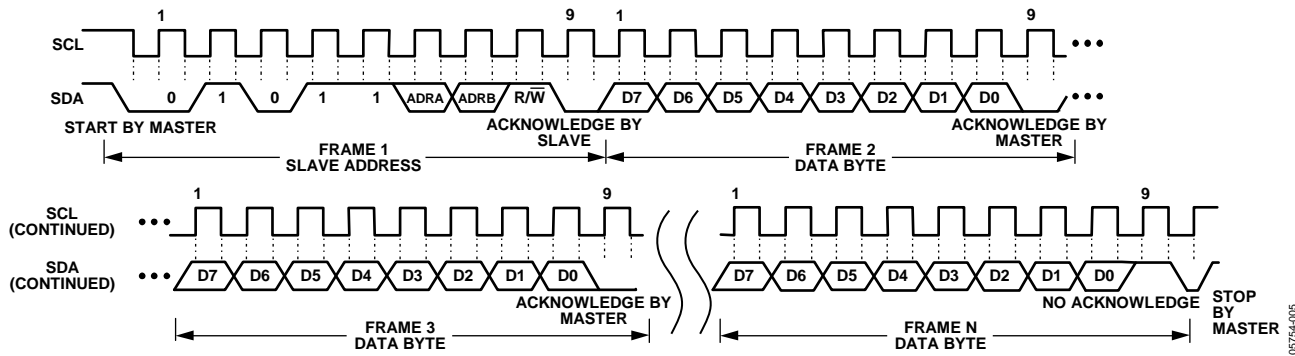 1 9 1 9
SCL
SDA 0 1 0 1 1 ADRA ADRB R/W̅ D7 D6 D5 D4 D3 D2 D1 D0
START BY MASTER ACKNOWLEDGE BY SLAVE ACKNOWLEDGE BY MASTER
FRAME 1
SLAVE ADDRESS
FRAME 2
DATA BYTE
1 9 1 9
SCL
(CONTINUED)
SDA
(CONTINUED)
D7 D6 D5 D4 D3 D2 D1 D0 D7 D6 D5 D4 D3 D2 D1 D0
ACKNOWLEDGE BY
MASTER
NO ACKNOWLEDGE
STOP
BY
MASTER
FRAME 3
DATA BYTE
FRAME N
DATA BYTE
05754-005